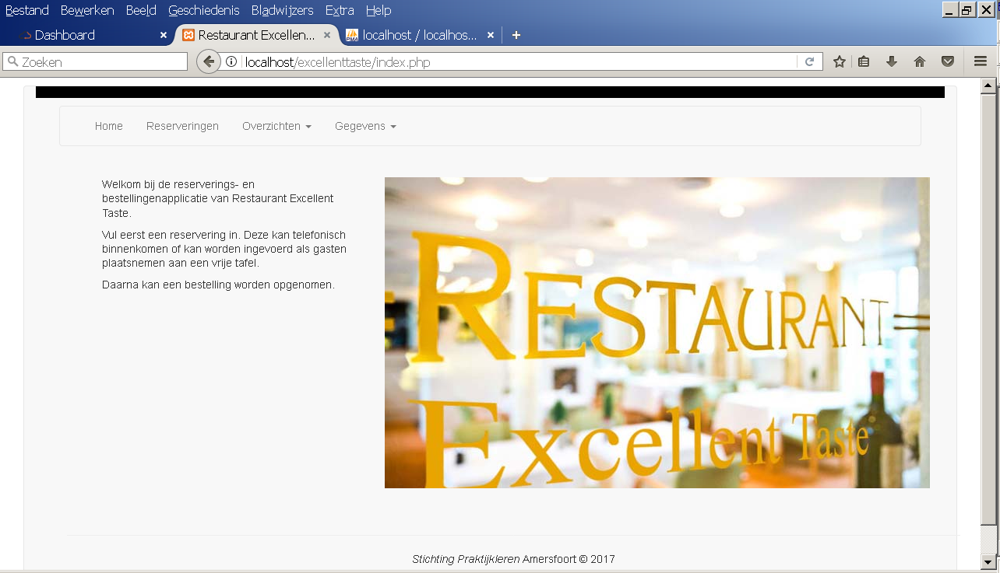 Bestand Bewerken Beeld Geschiedenis Bladwijzers Extra Help
Dashboard
Restaurant Excellen...
localhost / localhos...
Zoeken
localhost/excellenttaste/index.php
Home Reserveringen Overzichten Gegevens
Welkom bij de reserverings- en
bestellingenapplicatie van Restaurant Excellent
Taste.
Vul eerst een reservering in. Deze kan telefonisch
binnenkomen of kan worden ingevoerd als gasten
plaatsnemen aan een vrije tafel.
Daarna kan een bestelling worden opgenomen.
RESTAURANT
Excellent Taste
Stichting Praktijkleren Amersfoort © 2017